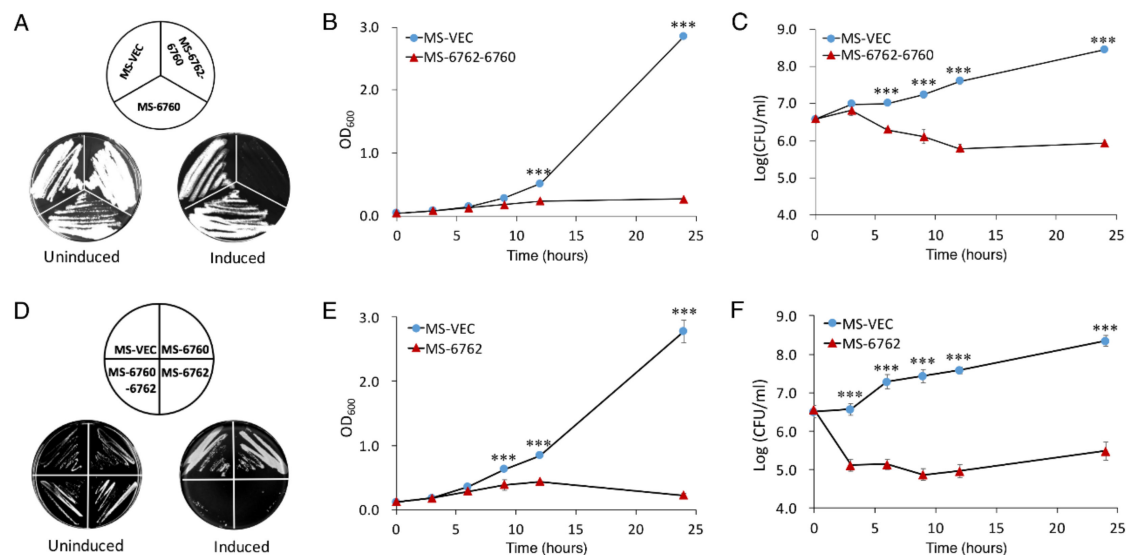 A
MS-VEC
MS-6762-
6760
MS-6760
Uninduced
Induced
B
MS-VEC
MS-6762-6760
OD600
3.0
2.0
1.0
0.0
***
***
0
5
10
15
20
25
Time (hours)
C
MS-VEC
MS-6762-6760
Log(CFU/ml)
9.0
8.0
7.0
6.0
5.0
4.0
***
***
***
***
0
5
10
15
20
25
Time (hours)
D
MS-VEC
MS-6760
MS-6760
-6762
MS-6762
Uninduced
Induced
E
MS-VEC
MS-6762
OD600
3.0
2.0
1.0
0.0
***
***
***
0
5
10
15
20
25
Time (hours)
F
MS-VEC
MS-6762
Log (CFU/ml)
9.0
8.0
7.0
6.0
5.0
4.0
***
***
***
***
***
0
5
10
15
20
25
Time (hours)